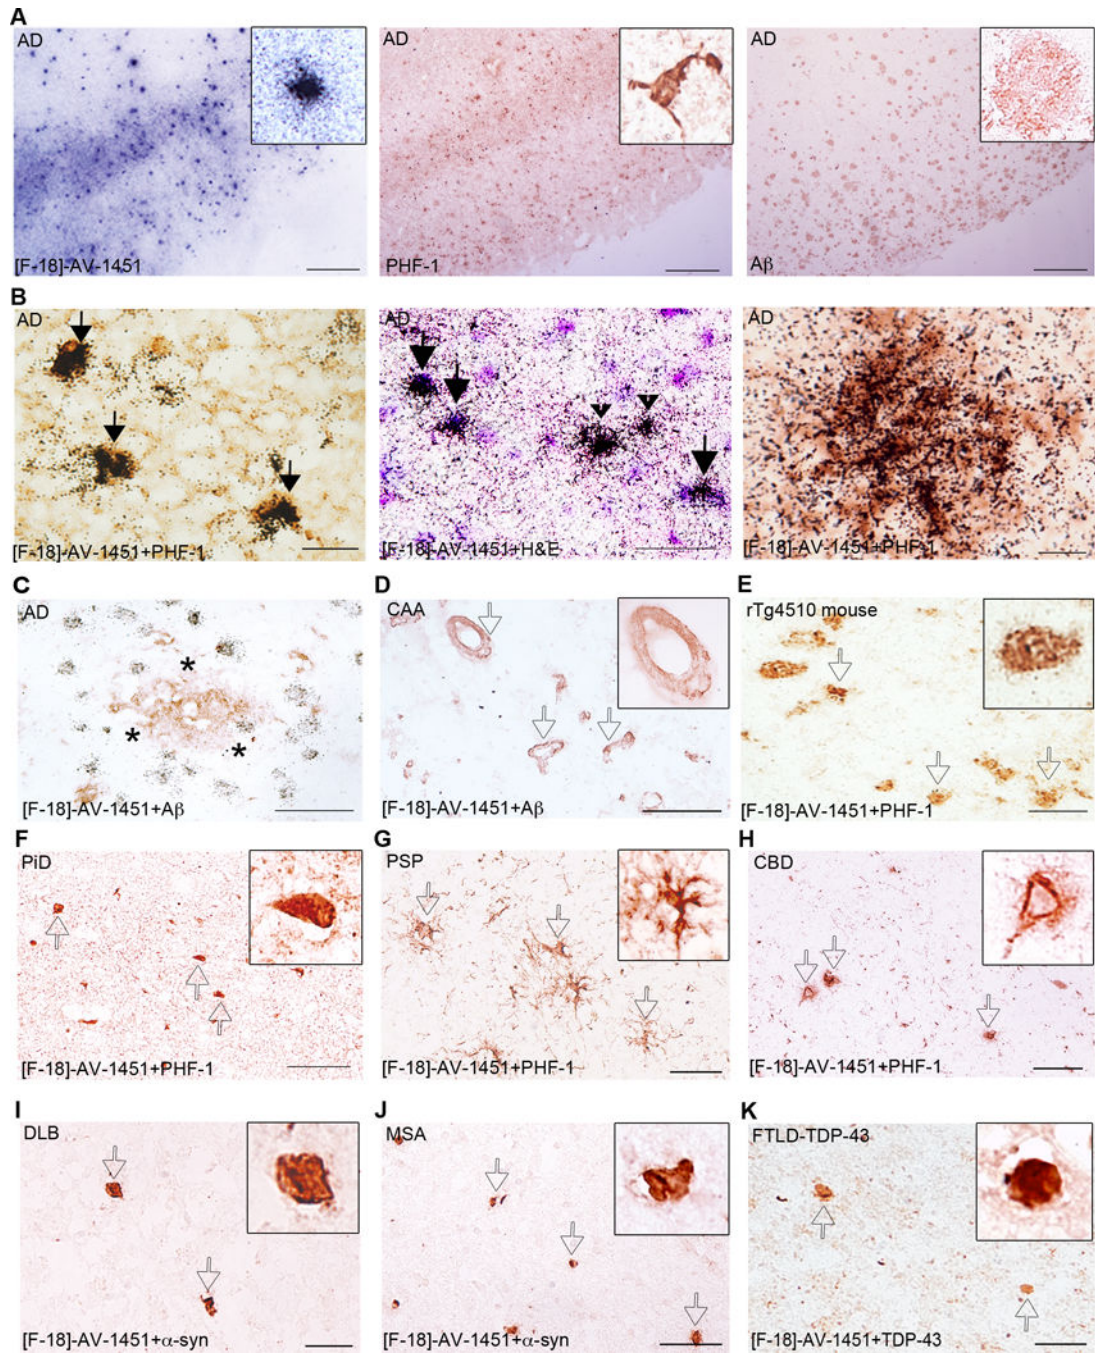 A
AD
[F-18]-AV-1451
AD
PHF-1
AD
Aβ
B
AD
[F-18]-AV-1451+PHF-1
AD
[F-18]-AV-1451+H&E
AD
[F-18]-AV-1451+PHF-1
C
AD
*
*
*
[F-18]-AV-1451+Aβ
D
CAA
[F-18]-AV-1451+Aβ
E
rTg4510 mouse
[F-18]-AV-1451+PHF-1
F
PiD
[F-18]-AV-1451+PHF-1
G
PSP
[F-18]-AV-1451+PHF-1
H
CBD
[F-18]-AV-1451+PHF-1
I
DLB
[F-18]-AV-1451+α-syn
J
MSA
[F-18]-AV-1451+α-syn
K
FTLD-TDP-43
[F-18]-AV-1451+TDP-43